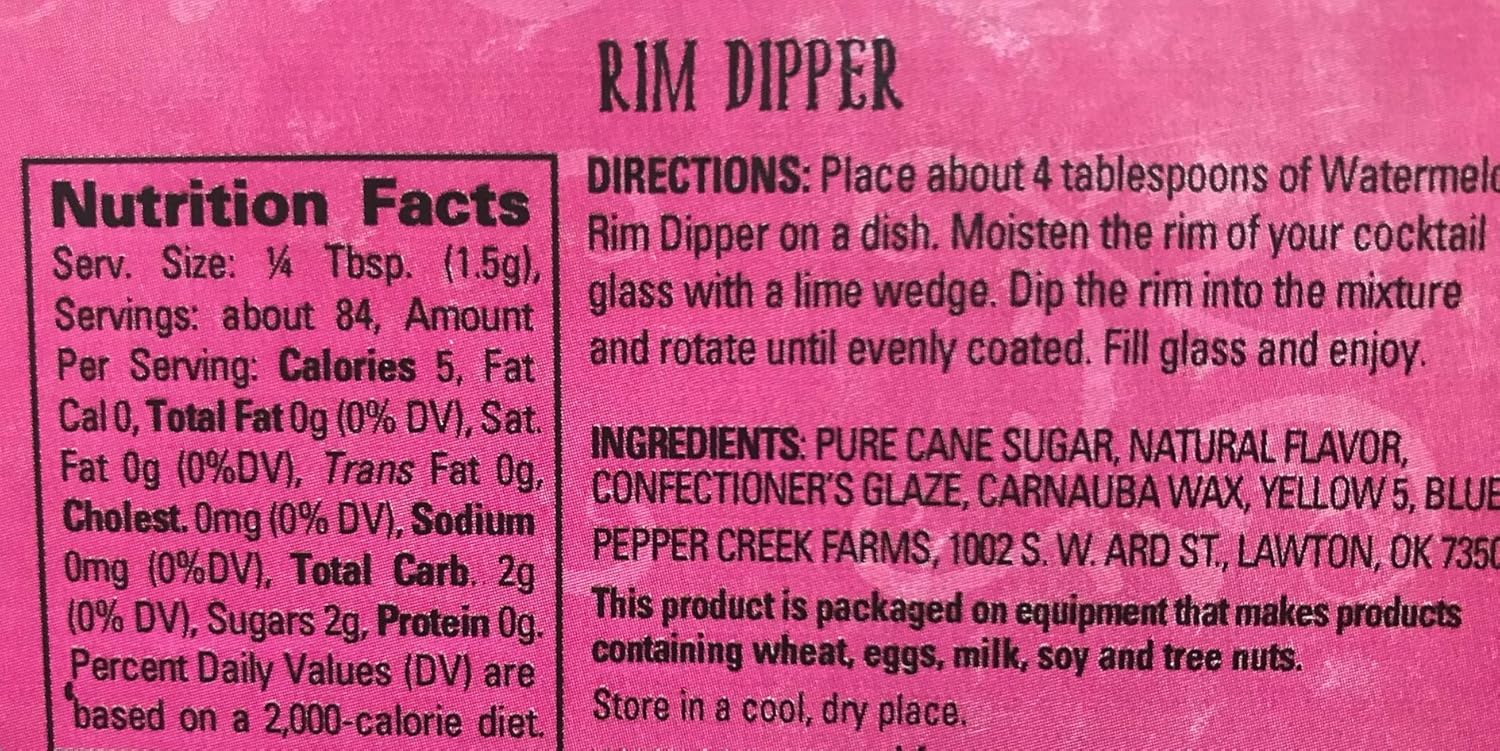 RIM DIPPER
Nutrition Facts
Serv. Size: ¼ Tbsp. (1.5g),
Servings: about 84, Amount
Per Serving: Calories 5, Fat
Cal 0, Total Fat 0g (0% DV), Sat.
Fat 0g (0%DV), Trans Fat 0g,
Cholest. 0mg (0% DV), Sodium
0mg (0%DV), Total Carb. 2g
(0% DV), Sugars 2g, Protein 0g.
Percent Daily Values (DV) are
based on a 2,000-calorie diet.
DIRECTIONS: Place about 4 tablespoons of Watermelo
Rim Dipper on a dish. Moisten the rim of your cocktail
glass with a lime wedge. Dip the rim into the mixture
and rotate until evenly coated. Fill glass and enjoy.
INGREDIENTS: PURE CANE SUGAR, NATURAL FLAVOR,
CONFECTIONER'S GLAZE, CARNAUBA WAX, YELLOW 5, BLUE
PEPPER CREEK FARMS, 1002 S. W. ARD ST., LAWTON, OK 7350
This product is packaged on equipment that makes products
containing wheat, eggs, milk, soy and tree nuts.
Store in a cool, dry place.